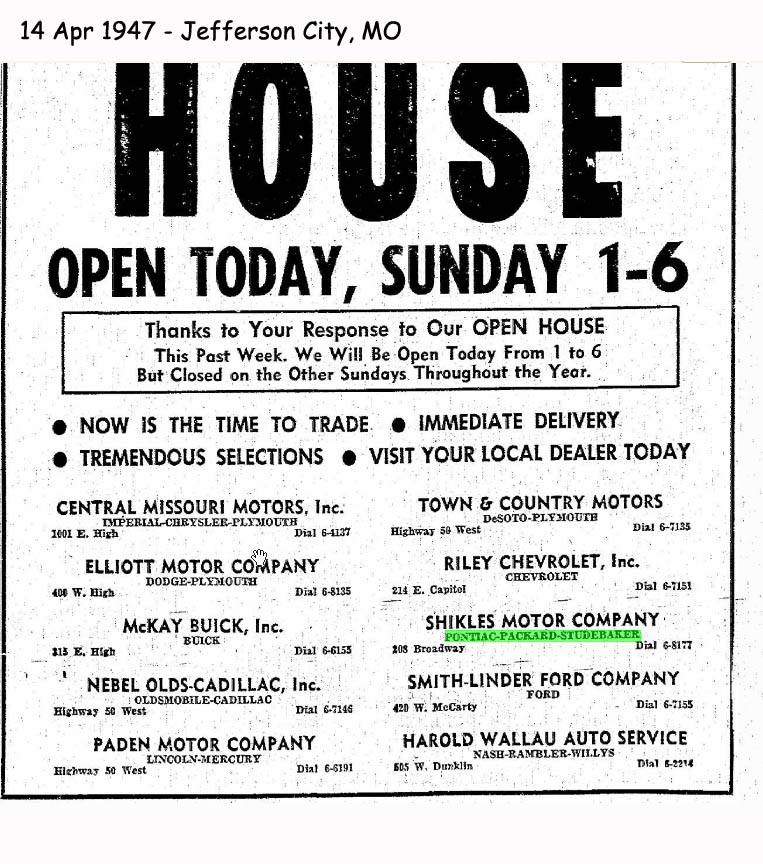 14 Apr 1947 - Jefferson City, MO
HOUSE
OPEN TODAY, SUNDAY 1-6
Thanks to Your Response to Our OPEN HOUSE
This Past Week. We Will Be Open Today From 1 to 6
But Closed on the Other Sundays Throughout the Year.
● NOW IS THE TIME TO TRADE ● IMMEDIATE DELIVERY
● TREMENDOUS SELECTIONS ● VISIT YOUR LOCAL DEALER TODAY
CENTRAL MISSOURI MOTORS, Inc.
IMPERIAL-CHRYSLER-PLYMOUTH
1001 E. High Dial 6-4137
ELLIOTT MOTOR COMPANY
DODGE-PLYMOUTH
400 W. High Dial 6-8135
McKAY BUICK, Inc.
BUICK
313 E. High Dial 6-6155
NEBEL OLDS-CADILLAC, Inc.
OLDSMOBILE-CADILLAC
Highway 50 West Dial 6-7146
PADEN MOTOR COMPANY
LINCOLN-MERCURY
Highway 50 West Dial 6-6191
TOWN & COUNTRY MOTORS
DeSOTO-PLYMOUTH
Highway 50 West Dial 6-7135
RILEY CHEVROLET, Inc.
CHEVROLET
214 E. Capitol Dial 6-7151
SHIKLES MOTOR COMPANY
PONTIAC-PACKARD-STUDEBAKER
208 Broadway Dial 6-8177
SMITH-LINDER FORD COMPANY
FORD
420 W. McCarty Dial 6-7155
HAROLD WALLAU AUTO SERVICE
NASH-RAMBLER-WILLYS
505 W. Dunklin Dial 6-2214